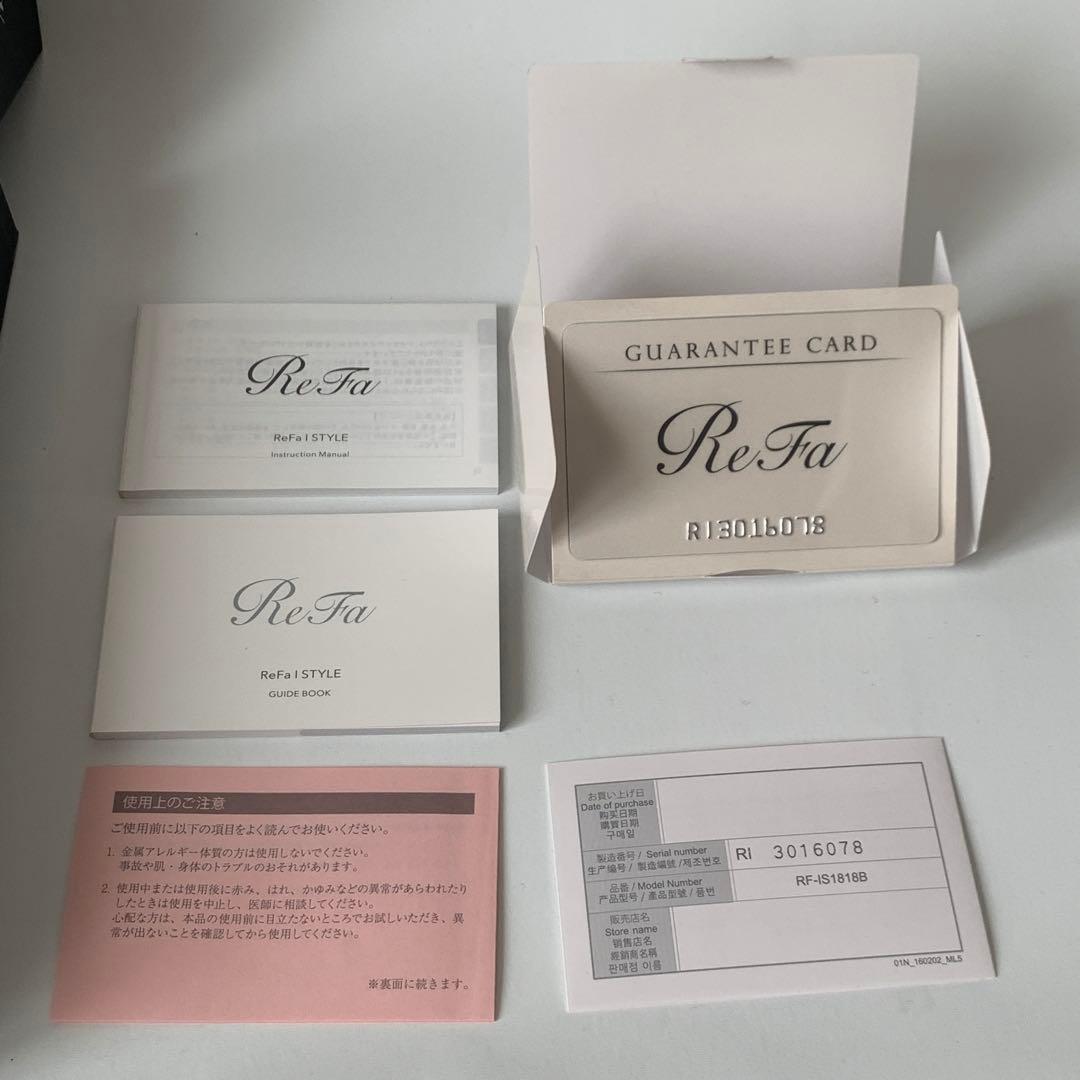 ReFa
ReFa I STYLE
Instruction Manual
GUARANTEE CARD
ReFa
RI3016078
ReFa
ReFa I STYLE
GUIDE BOOK
使用上のご注意
ご使用前に以下の項目をよく読んでお使いください。
1. 金属アレルギー体質の方は使用しないでください。
事故や肌・身体のトラブルのおそれがあります。
2. 使用中または使用後に赤み、はれ、かゆみなどの異常があらわれたり
したときは使用を中止し、医師に相談してください。
心配な方は、本品の使用前に目立たないところでお試しいただき、異
常が出ないことを確認してから使用してください。
※裏面に続きます。
お買い上げ日
Date of purchase
购买日期
購買日期
구매일
製造番号 / Serial number
生产编号 / 製造編號 /제조번호
RI 3016078
品番 / Model Number
产品型号 / 產品型號 / 품번
RF-IS1818B
販売店名
Store name
销售店名
經銷商名稱
판매점 이름
01N_160202_ML5